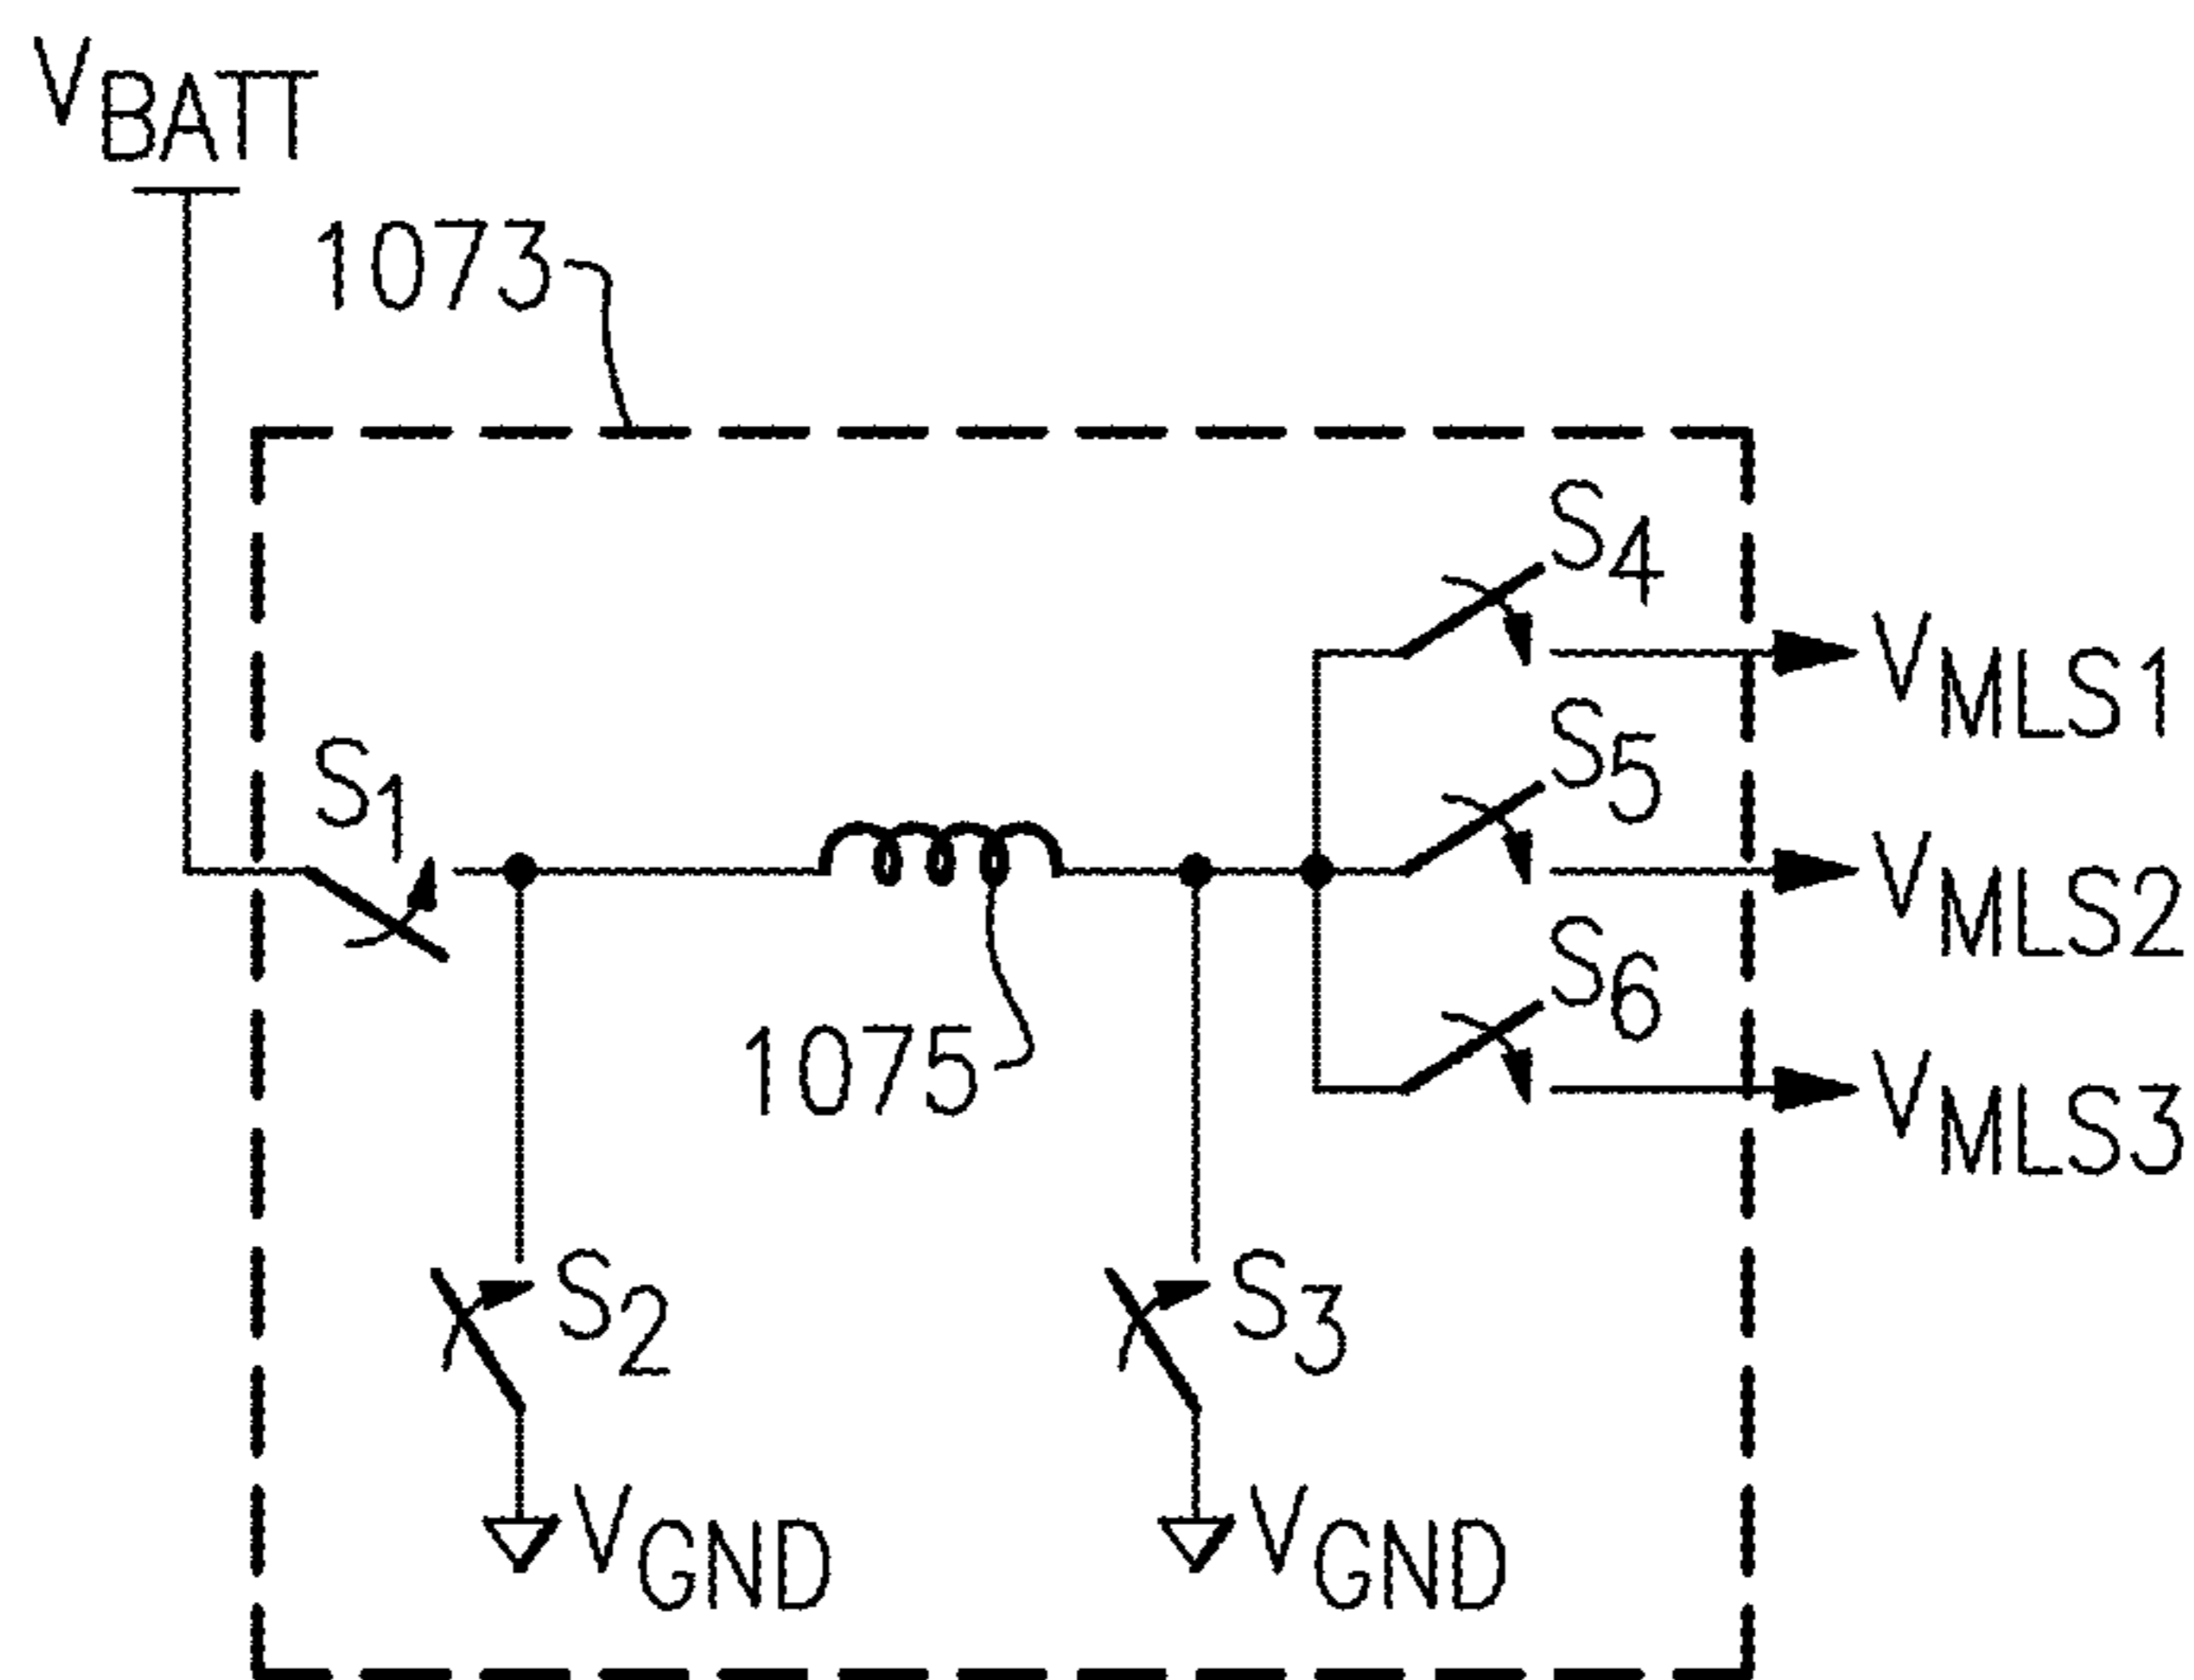 VBATT
1073
S4
VMLS1
S5
S1
VMLS2
S6
1075
VMLS3
S2
S3
VGND
VGND